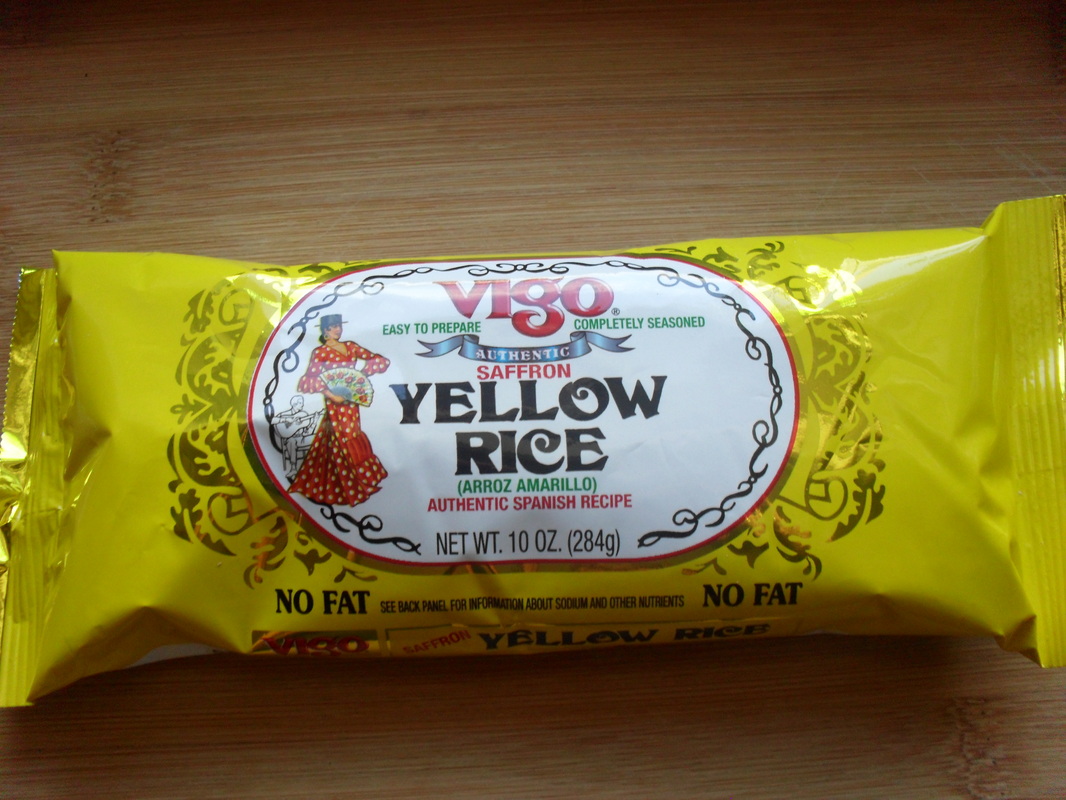 VIGO®
EASY TO PREPARE COMPLETELY SEASONED
AUTHENTIC
SAFFRON
YELLOW
RICE
(ARROZ AMARILLO)
AUTHENTIC SPANISH RECIPE
NET WT. 10 OZ. (284g)
NO FAT SEE BACK PANEL FOR INFORMATION ABOUT SODIUM AND OTHER NUTRIENTS NO FAT
VIGO SAFFRON YELLOW RICE